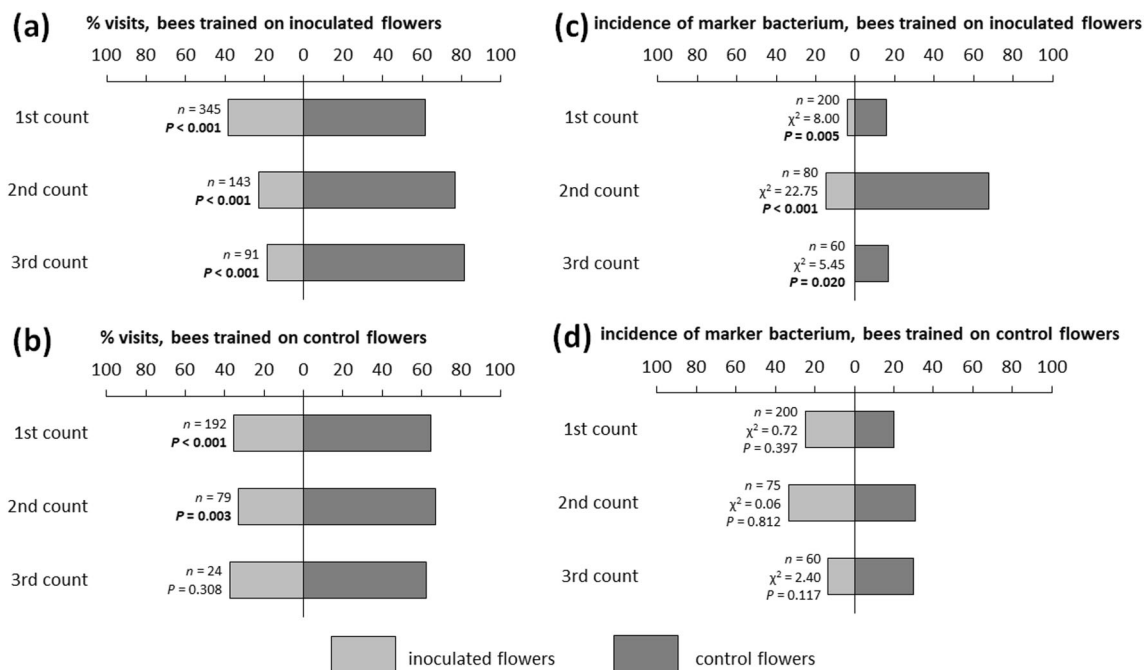 (a) % visits, bees trained on inoculated flowers
100 80 60 40 20 0 20 40 60 80 100
1st count
n = 345
P < 0.001
2nd count
n = 143
P < 0.001
3rd count
n = 91
P < 0.001
(b) % visits, bees trained on control flowers
100 80 60 40 20 0 20 40 60 80 100
1st count
n = 192
P < 0.001
2nd count
n = 79
P = 0.003
3rd count
n = 24
P = 0.308
(c) incidence of marker bacterium, bees trained on inoculated flowers
100 80 60 40 20 0 20 40 60 80 100
1st count
n = 200
χ² = 8.00
P = 0.005
2nd count
n = 80
χ² = 22.75
P < 0.001
3rd count
n = 60
χ² = 5.45
P = 0.020
(d) incidence of marker bacterium, bees trained on control flowers
100 80 60 40 20 0 20 40 60 80 100
1st count
n = 200
χ² = 0.72
P = 0.397
2nd count
n = 75
χ² = 0.06
P = 0.812
3rd count
n = 60
χ² = 2.40
P = 0.117
inoculated flowers
control flowers